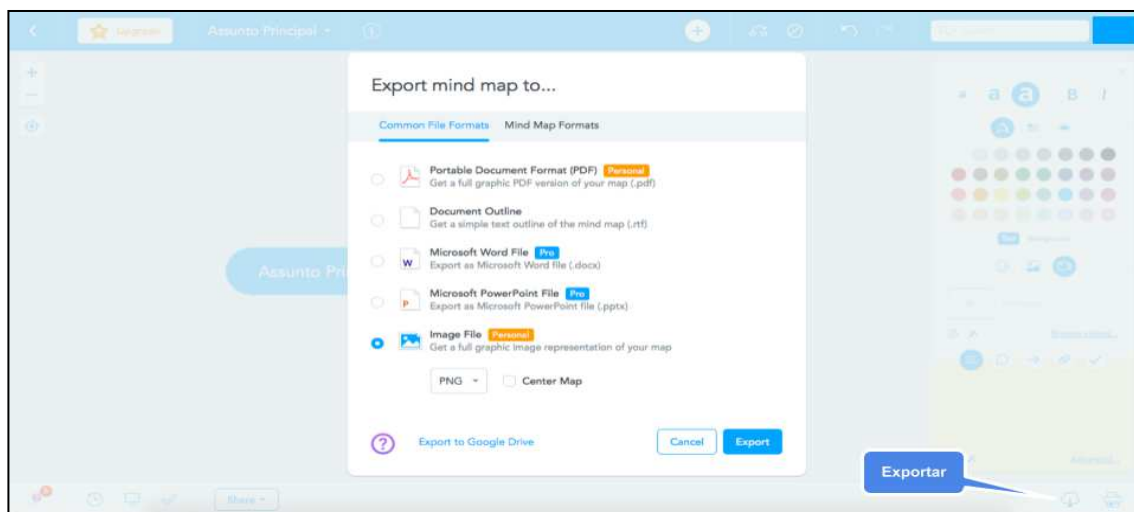 Upgrade
Assunto Principal
Export mind map to...
Common File Formats Mind Map Formats
Portable Document Format (PDF) Personal
Get a full graphic PDF version of your map (.pdf)
Document Outline
Get a simple text outline of the mind map (.rtf)
Microsoft Word File Pro
Export as Microsoft Word file (.docx)
Assunto Pri
Microsoft PowerPoint File Pro
Export as Microsoft PowerPoint file (.pptx)
Image File Personal
Get a full graphic image representation of your map
PNG Center Map
Export to Google Drive Cancel Export
Exportar
Share